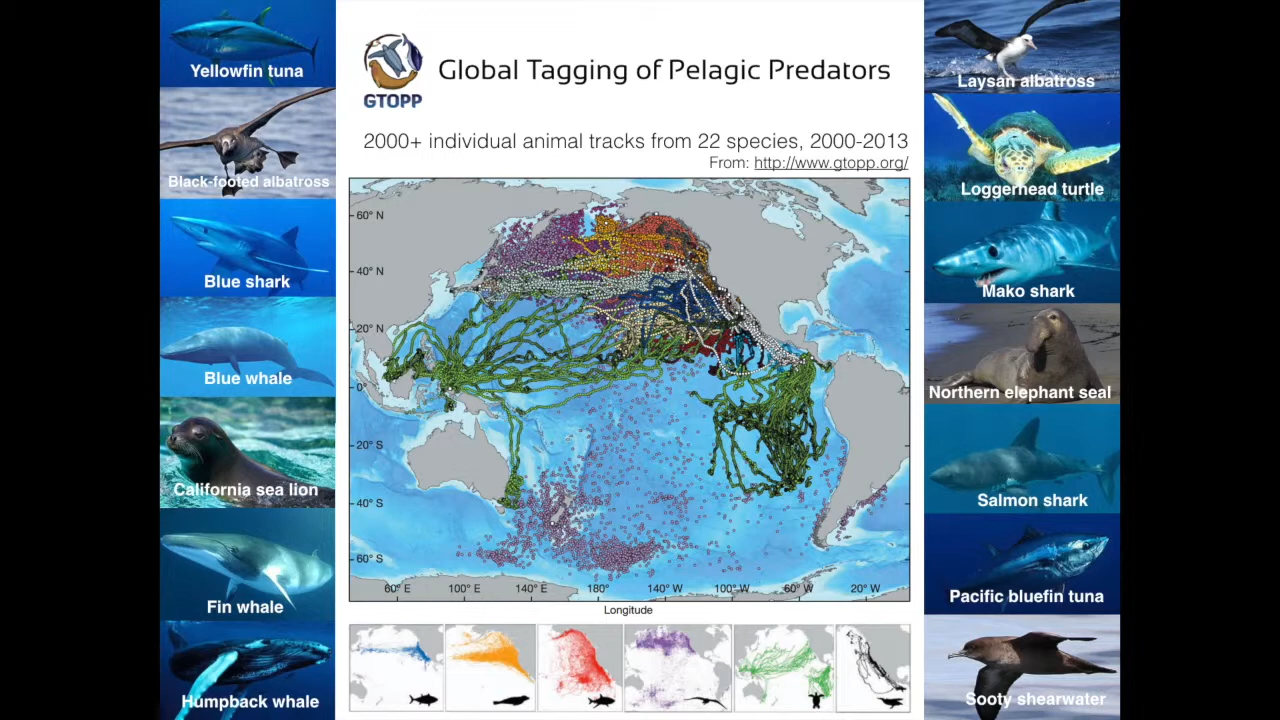 Yellowfin tuna
Black-footed albatross
Blue shark
Blue whale
California sea lion
Fin whale
Humpback whale
GTOPP
Global Tagging of Pelagic Predators
2000+ individual animal tracks from 22 species, 2000-2013
From: http://www.gtopp.org/
60° N
40° N
20° N
0°
20° S
40° S
60° S
60° E
100° E
140° E
180°
140° W
100° W
60° W
20° W
Longitude
Laysan albatross
Loggerhead turtle
Mako shark
Northern elephant seal
Salmon shark
Pacific bluefin tuna
Sooty shearwater